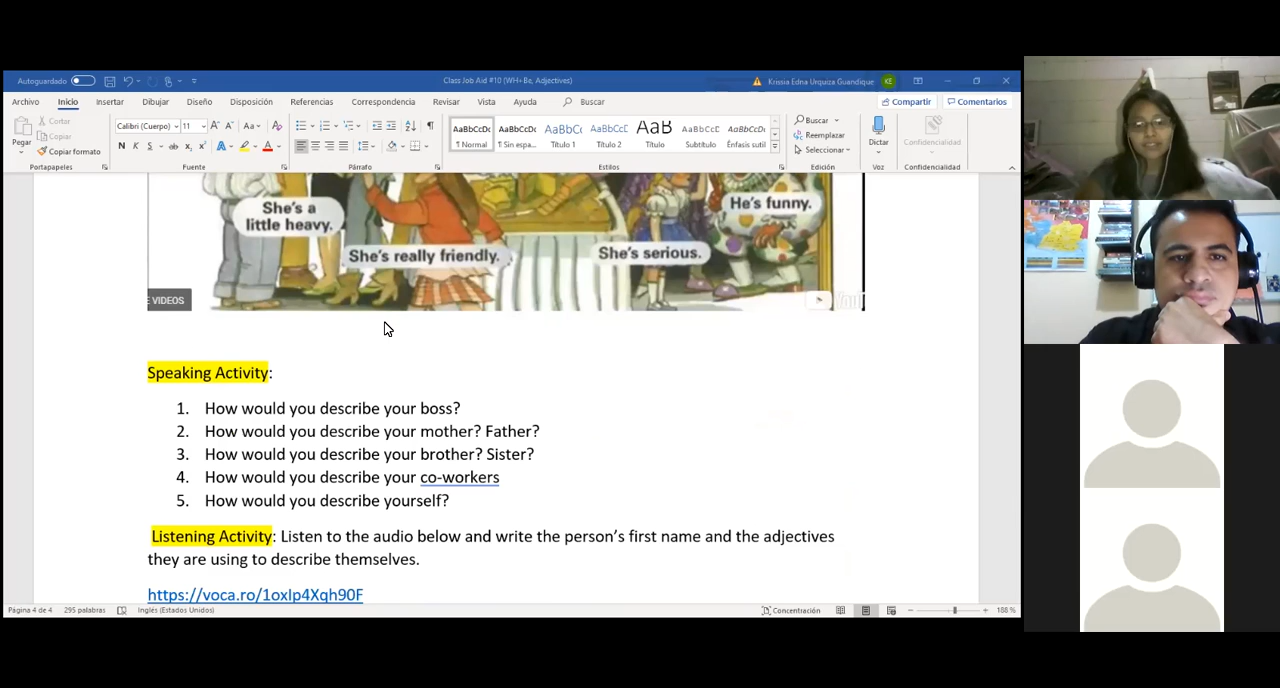 Autoguardado
Class Job Aid #10 (WH+Be, Adjectives)
Krissia Edna Urquiza Guandique
KE
Archivo Inicio Insertar Dibujar Diseño Disposición Referencias Correspondencia Revisar Vista Ayuda Buscar
Compartir Comentarios
Pegar
Cortar
Copiar
Copiar formato
Portapapeles
Calibri (Cuerpo) 11
N K S
Fuente
Párrafo
AaBbCcDc AaBbCcDc AaBbC AaBbCcD AaB AaBbCcD AaBbCcDc
¶ Normal ¶ Sin espa... Título 1 Título 2 Título Subtítulo Énfasis sutil
Estilos
Buscar
Reemplazar
Seleccionar
Edición
Dictar
Voz
Confidencialidad
Confidencialidad
She's a
little heavy.
She's really friendly.
She's serious.
He's funny.
E VIDEOS
Speaking Activity:
1. How would you describe your boss?
2. How would you describe your mother? Father?
3. How would you describe your brother? Sister?
4. How would you describe your co-workers
5. How would you describe yourself?
Listening Activity: Listen to the audio below and write the person's first name and the adjectives
they are using to describe themselves.
https://voca.ro/1oxlp4Xqh90F
Página 4 de 4 295 palabras Inglés (Estados Unidos) Concentración 188 %